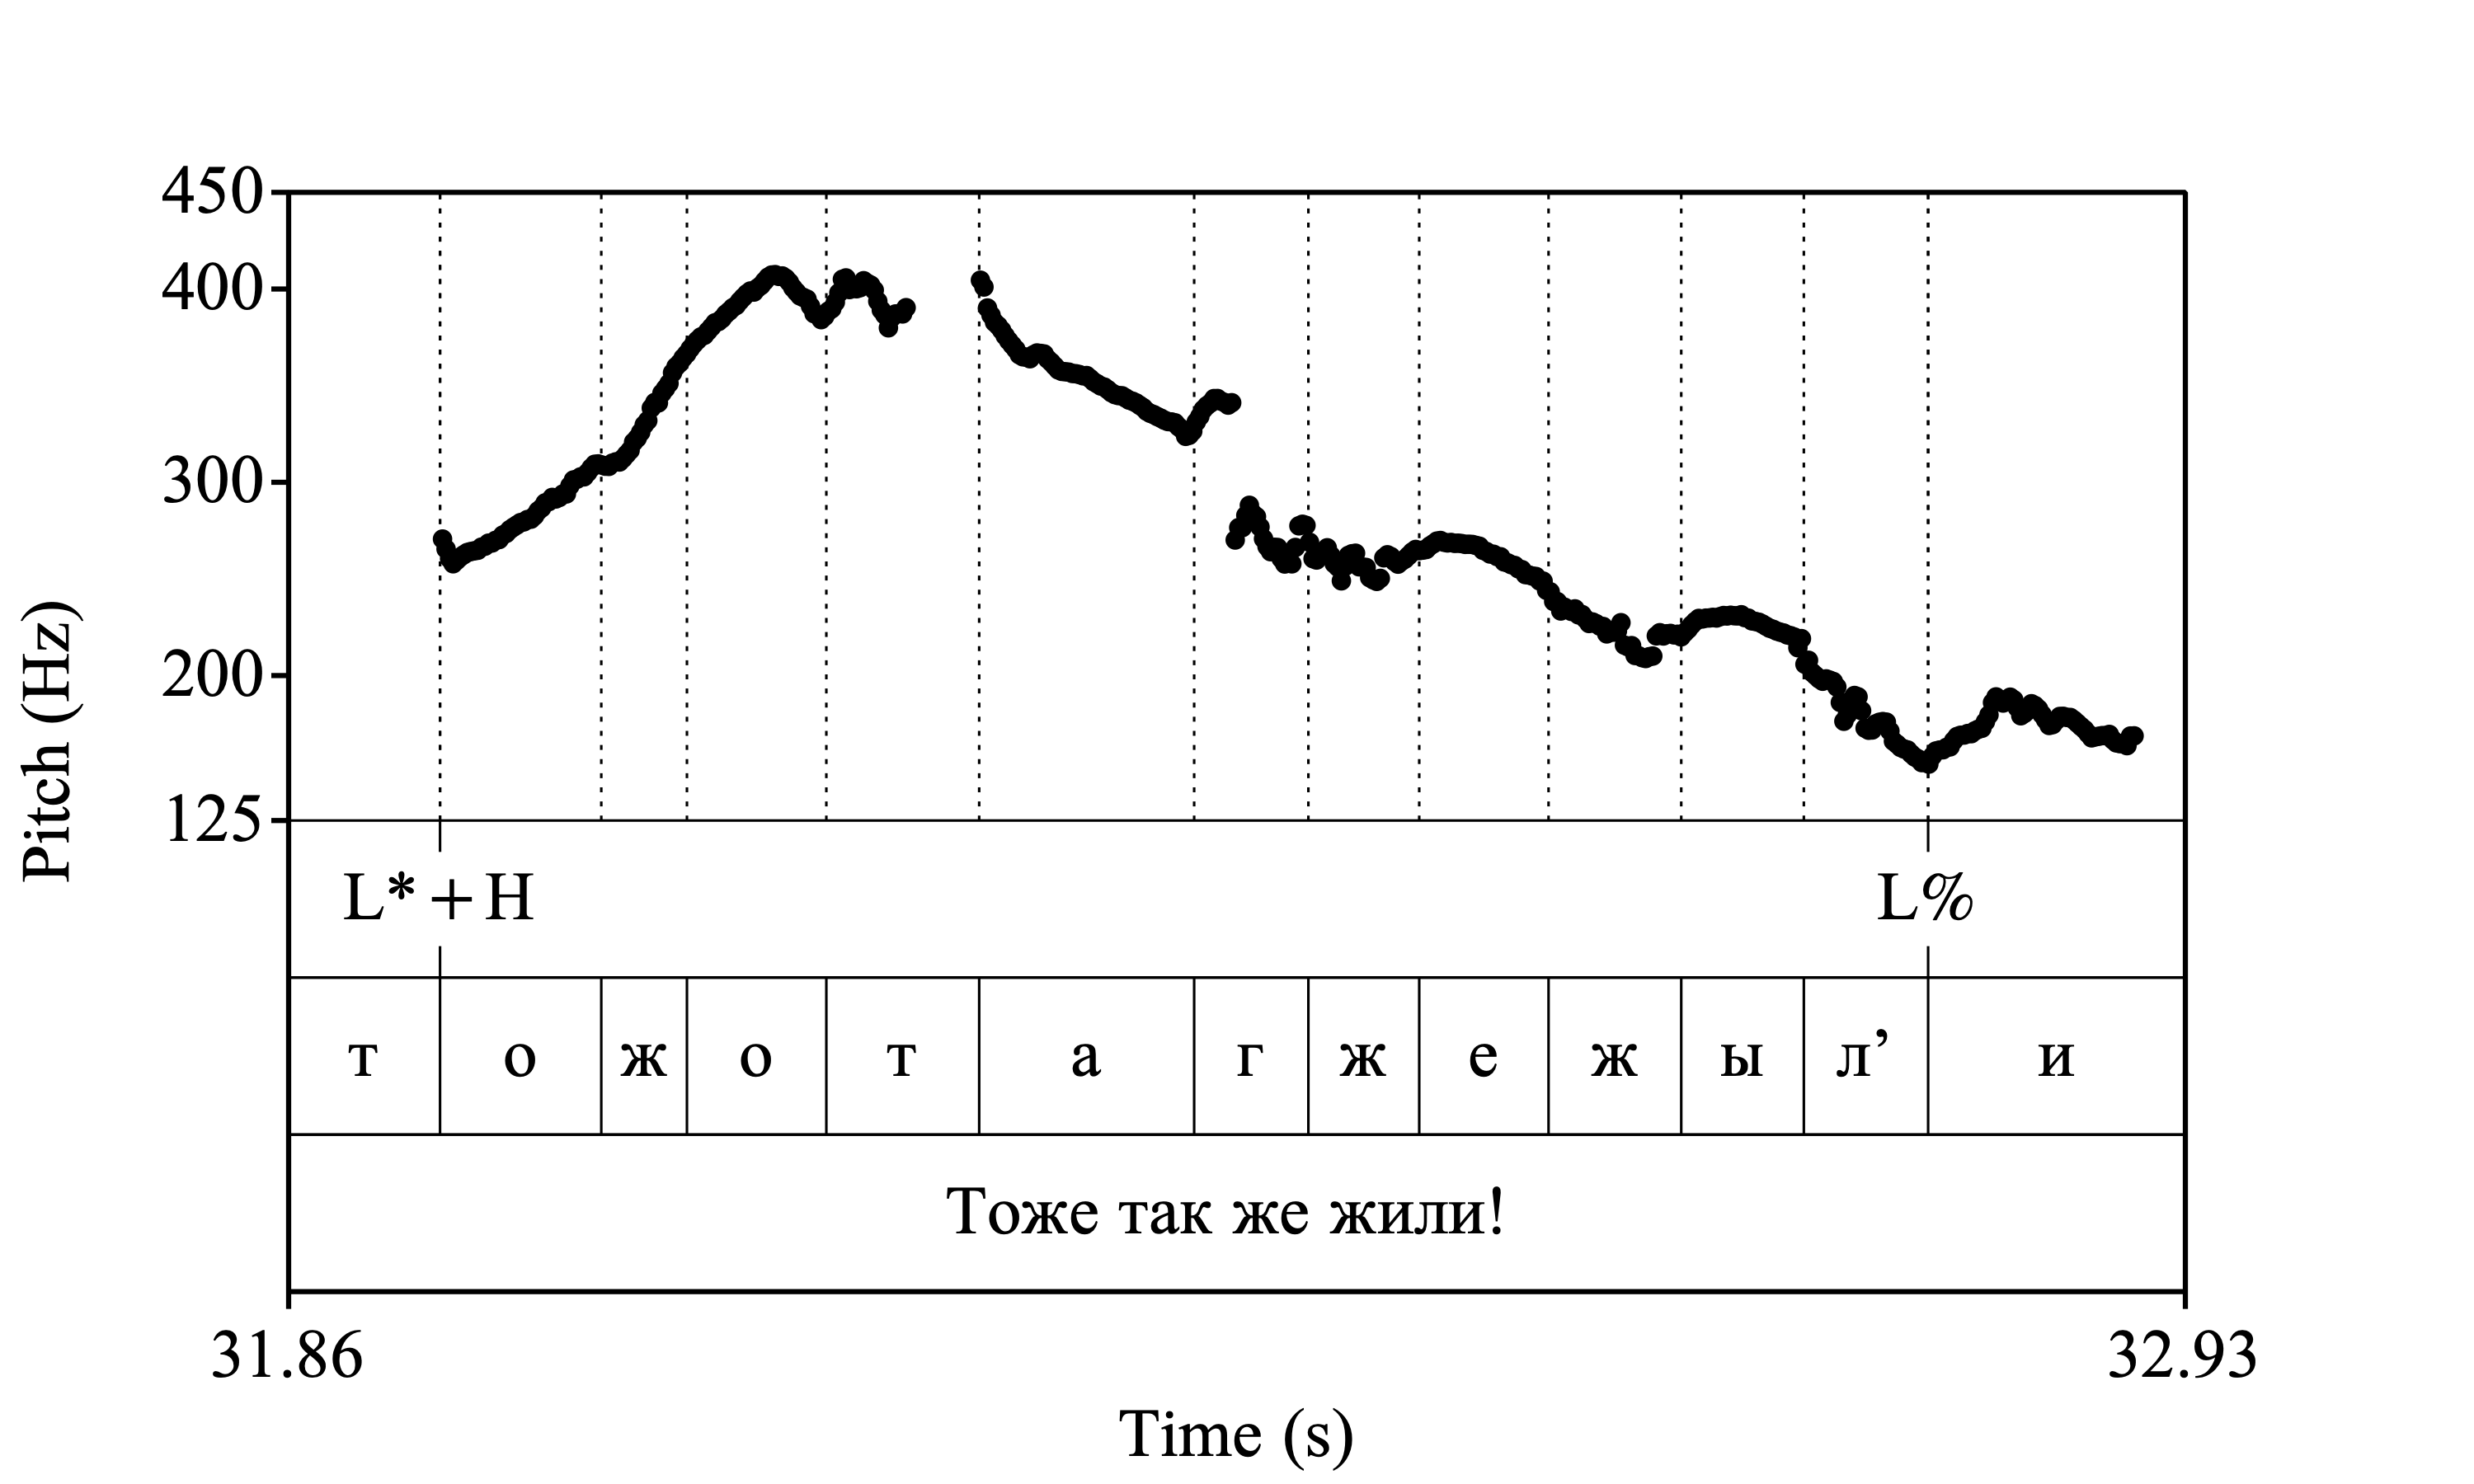 450
400
300
200
125
Pitch (Hz)
L*+H L%
т о ж о т а г ж е ж ы л’ и
Тоже так же жили!
31.86 32.93
Time (s)